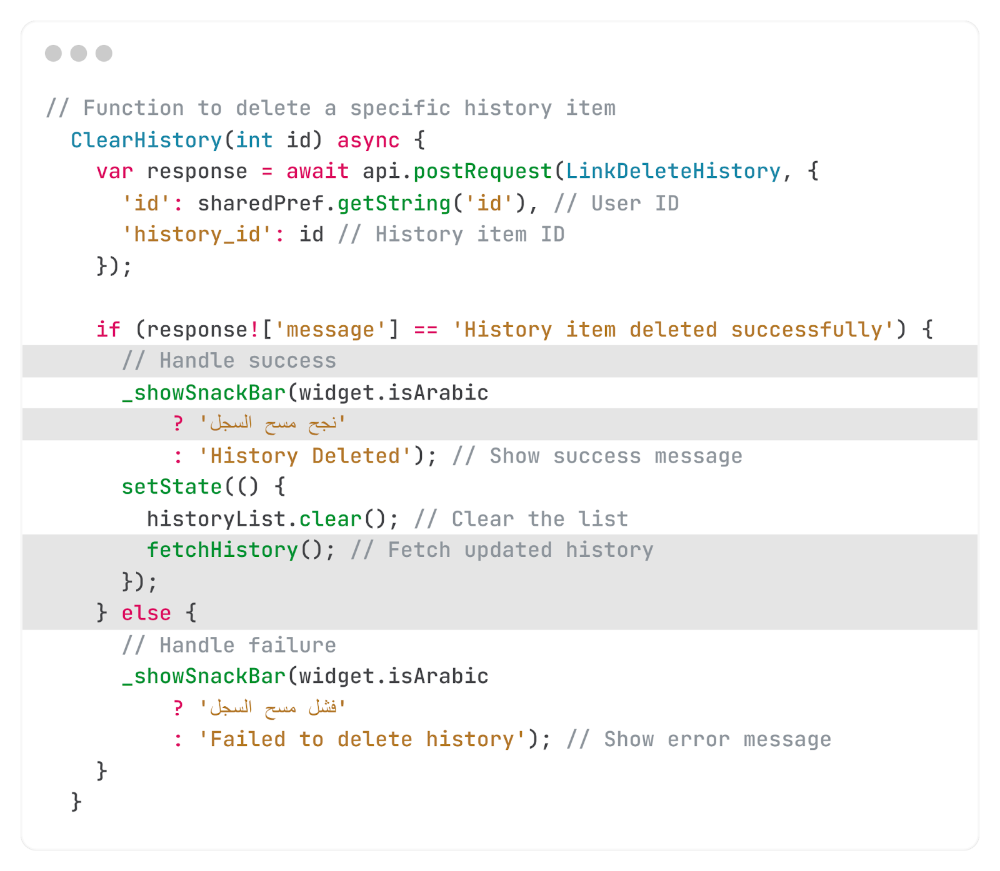 // Function to delete a specific history item
  ClearHistory(int id) async {
    var response = await api.postRequest(LinkDeleteHistory, {
      'id': sharedPref.getString('id'), // User ID
      'history_id': id // History item ID
    });

    if (response!['message'] == 'History item deleted successfully') {
      // Handle success
      _showSnackBar(widget.isArabic
          ? 'نجح مسح السجل'
          : 'History Deleted'); // Show success message
      setState(() {
        historyList.clear(); // Clear the list
        fetchHistory(); // Fetch updated history
      });
    } else {
      // Handle failure
      _showSnackBar(widget.isArabic
          ? 'فشل مسح السجل'
          : 'Failed to delete history'); // Show error message
    }
  }